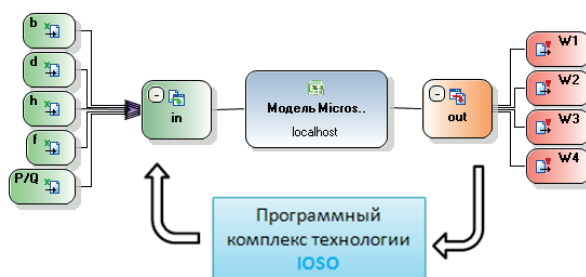 b
d
h
f
P/Q
in
Модель Micros..
localhost
out
W1
W2
W3
W4
Программный
комплекс технологии
IOSO